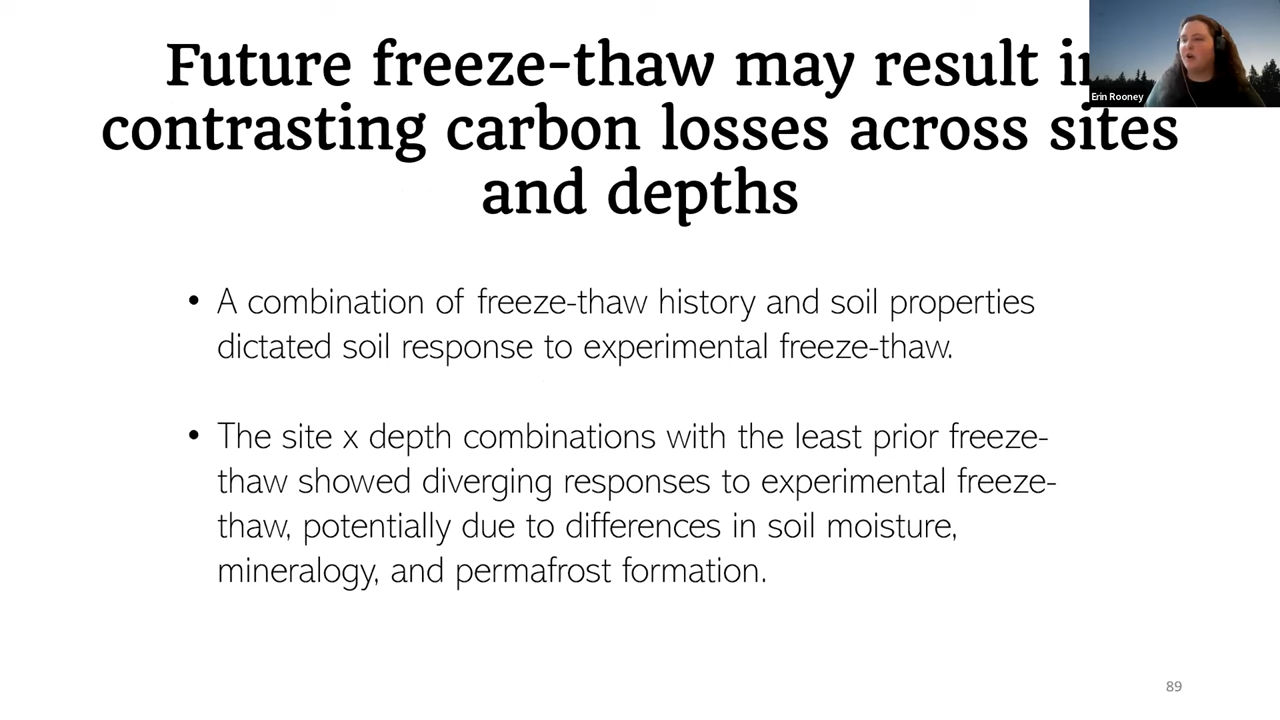 Future freeze-thaw may result in
contrasting carbon losses across sites
and depths
Erin Rooney
• A combination of freeze-thaw history and soil properties
dictated soil response to experimental freeze-thaw.
• The site x depth combinations with the least prior freeze-
thaw showed diverging responses to experimental freeze-
thaw, potentially due to differences in soil moisture,
mineralogy, and permafrost formation.
89